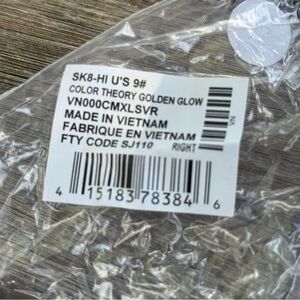 SK8-HI U'S 9#
COLOR THEORY GOLDEN GLOW
VN000CMXLSVR
MADE IN VIETNAM
FABRIQUE EN VIETNAM
FTY CODE SJ110 RIGHT
VN
4 15183 78384 6